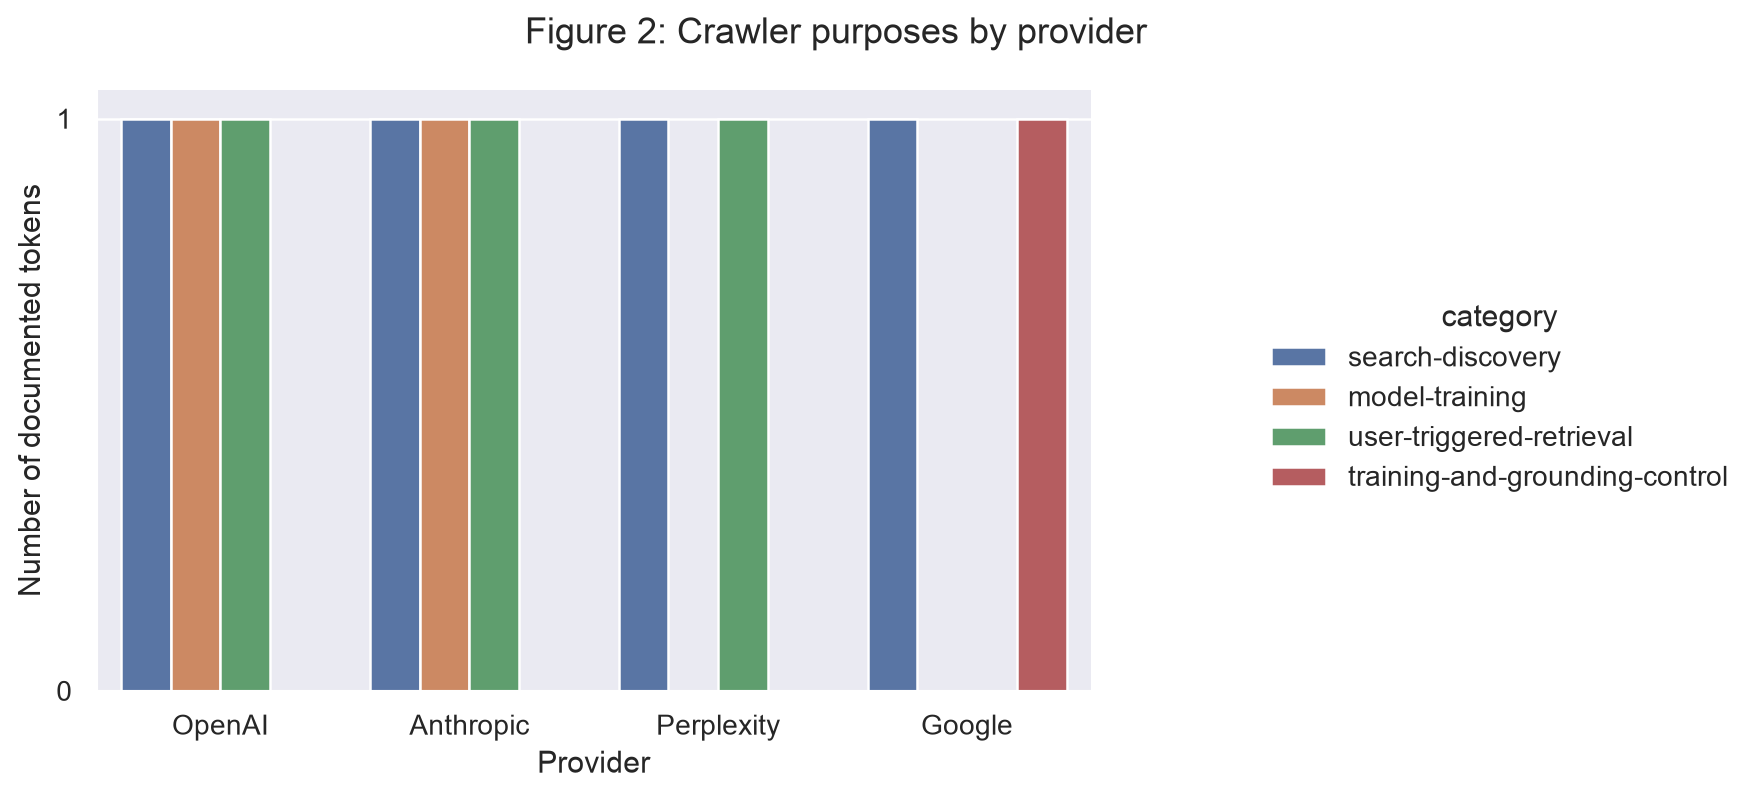 Figure 2: Crawler purposes by provider
1
0
Number of documented tokens
OpenAI
Anthropic
Perplexity
Google
Provider
category
search-discovery
model-training
user-triggered-retrieval
training-and-grounding-control